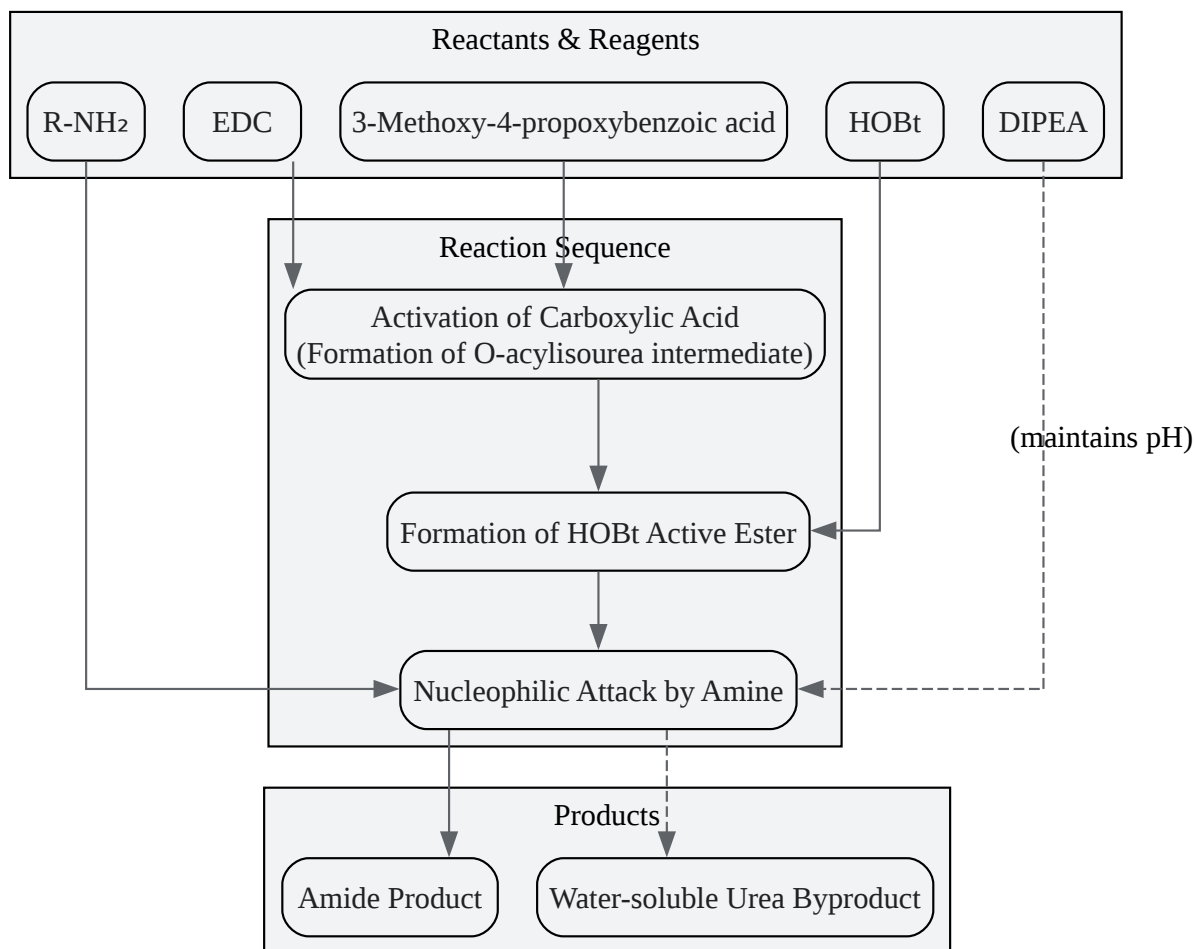 Reactants & Reagents
R-NH₂
EDC
3-Methoxy-4-propoxybenzoic acid
HOBt
DIPEA
Reaction Sequence
Activation of Carboxylic Acid
(Formation of O-acylisourea intermediate)
(maintains pH)
Formation of HOBt Active Ester
Nucleophilic Attack by Amine
Products
Amide Product
Water-soluble Urea Byproduct